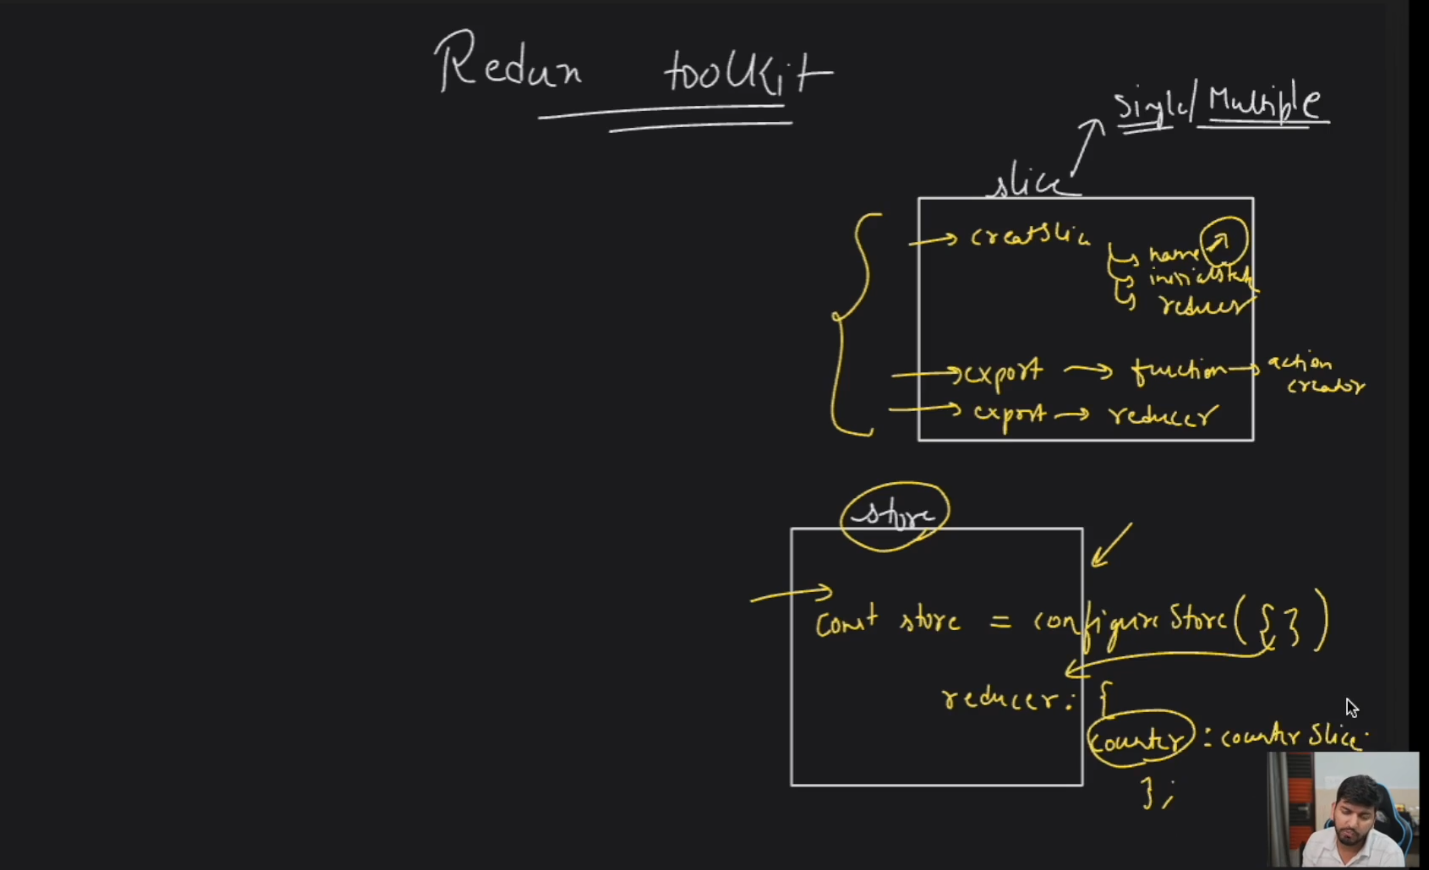 Redux toolkit
Single/Multiple
slice
creatSlic
name
initialState
reducer
export → function → action creator
export → reducer
store
const store = configureStore({})
reducer: {
counter : counterSlice
};